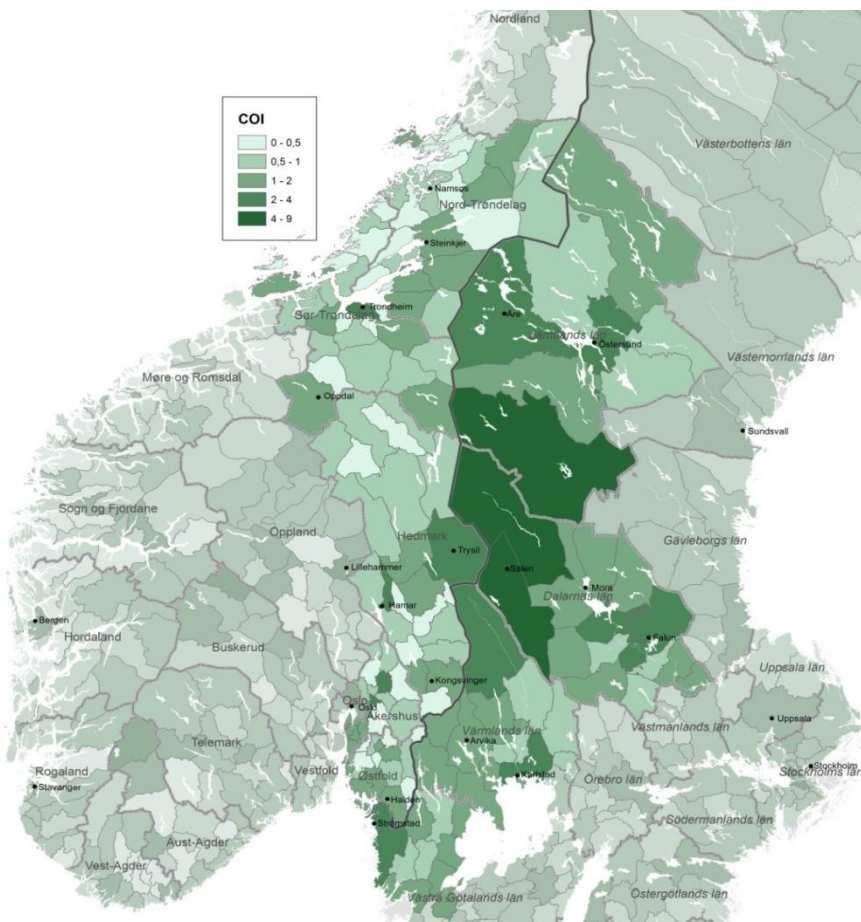 Nordland
COI
0 - 0,5
0,5 - 1
1 - 2
2 - 4
4 - 9
Västerbottens län
Namsos
Nord-Trøndelag
Steinkjer
Trondheim
Sør-Trøndelag
Åre
Jämtlands län
Östersund
Västernorrlands län
Møre og Romsdal
Oppdal
Sundsvall
Sogn og Fjordane
Oppland
Hedmark
Gävleborgs län
Trysil
Lillehammer
Sälen
Mora
Dalarnas län
Hamar
Bergen
Hordaland
Falun
Buskerud
Uppsala län
Kongsvinger
Oslo
Oslo
Akershus
Uppsala
Västmanlands län
Värmlands län
Arvika
Telemark
Stockholm
Stockholms län
Rogaland
Vestfold
Østfold
Karlstad
Örebro län
Stavanger
Halden
Strømstad
Södermanlands län
Aust-Agder
Vest-Agder
Västra Götalands län
Östergötlands län